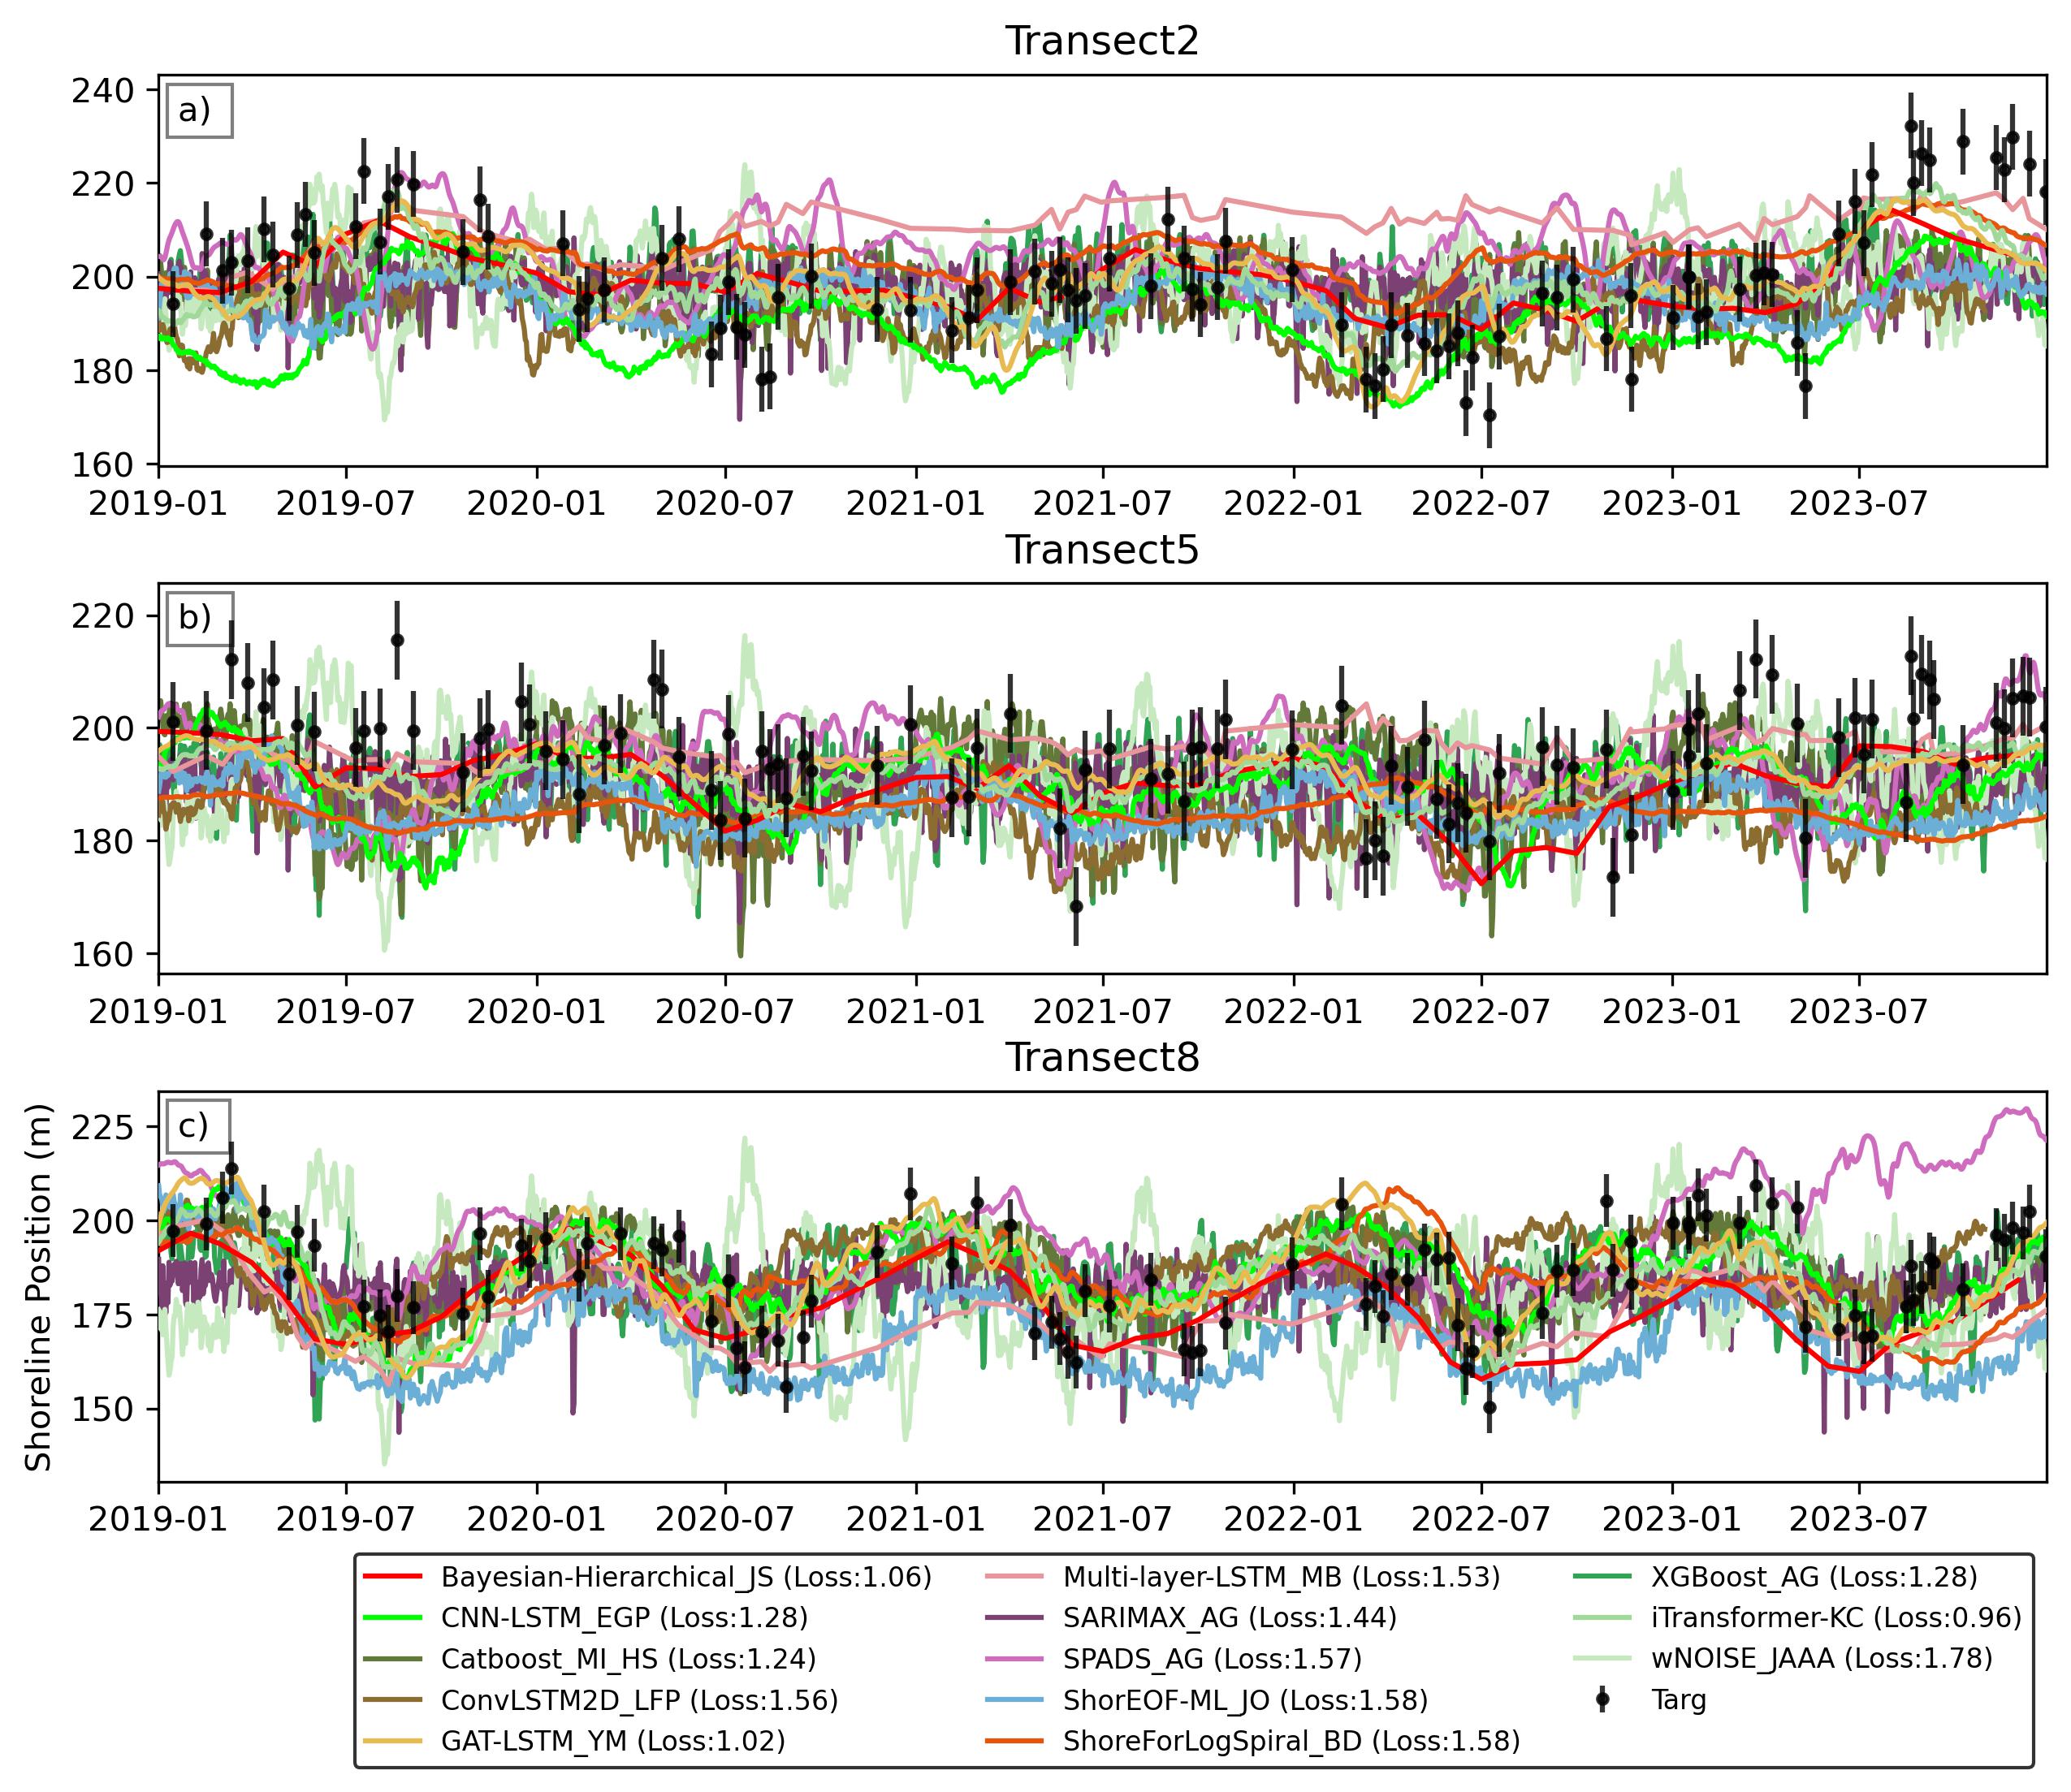 Transect2
a)
240
220
200
180
160
2019-01 2019-07 2020-01 2020-07 2021-01 2021-07 2022-01 2022-07 2023-01 2023-07
Transect5
b)
220
200
180
160
2019-01 2019-07 2020-01 2020-07 2021-01 2021-07 2022-01 2022-07 2023-01 2023-07
Transect8
c)
Shoreline Position (m)
225
200
175
150
2019-01 2019-07 2020-01 2020-07 2021-01 2021-07 2022-01 2022-07 2023-01 2023-07
Bayesian-Hierarchical_JS (Loss:1.06)
CNN-LSTM_EGP (Loss:1.28)
Catboost_MI_HS (Loss:1.24)
ConvLSTM2D_LFP (Loss:1.56)
GAT-LSTM_YM (Loss:1.02)
Multi-layer-LSTM_MB (Loss:1.53)
SARIMAX_AG (Loss:1.44)
SPADS_AG (Loss:1.57)
ShorEOF-ML_JO (Loss:1.58)
ShoreForLogSpiral_BD (Loss:1.58)
XGBoost_AG (Loss:1.28)
iTransformer-KC (Loss:0.96)
wNOISE_JAAA (Loss:1.78)
Targ